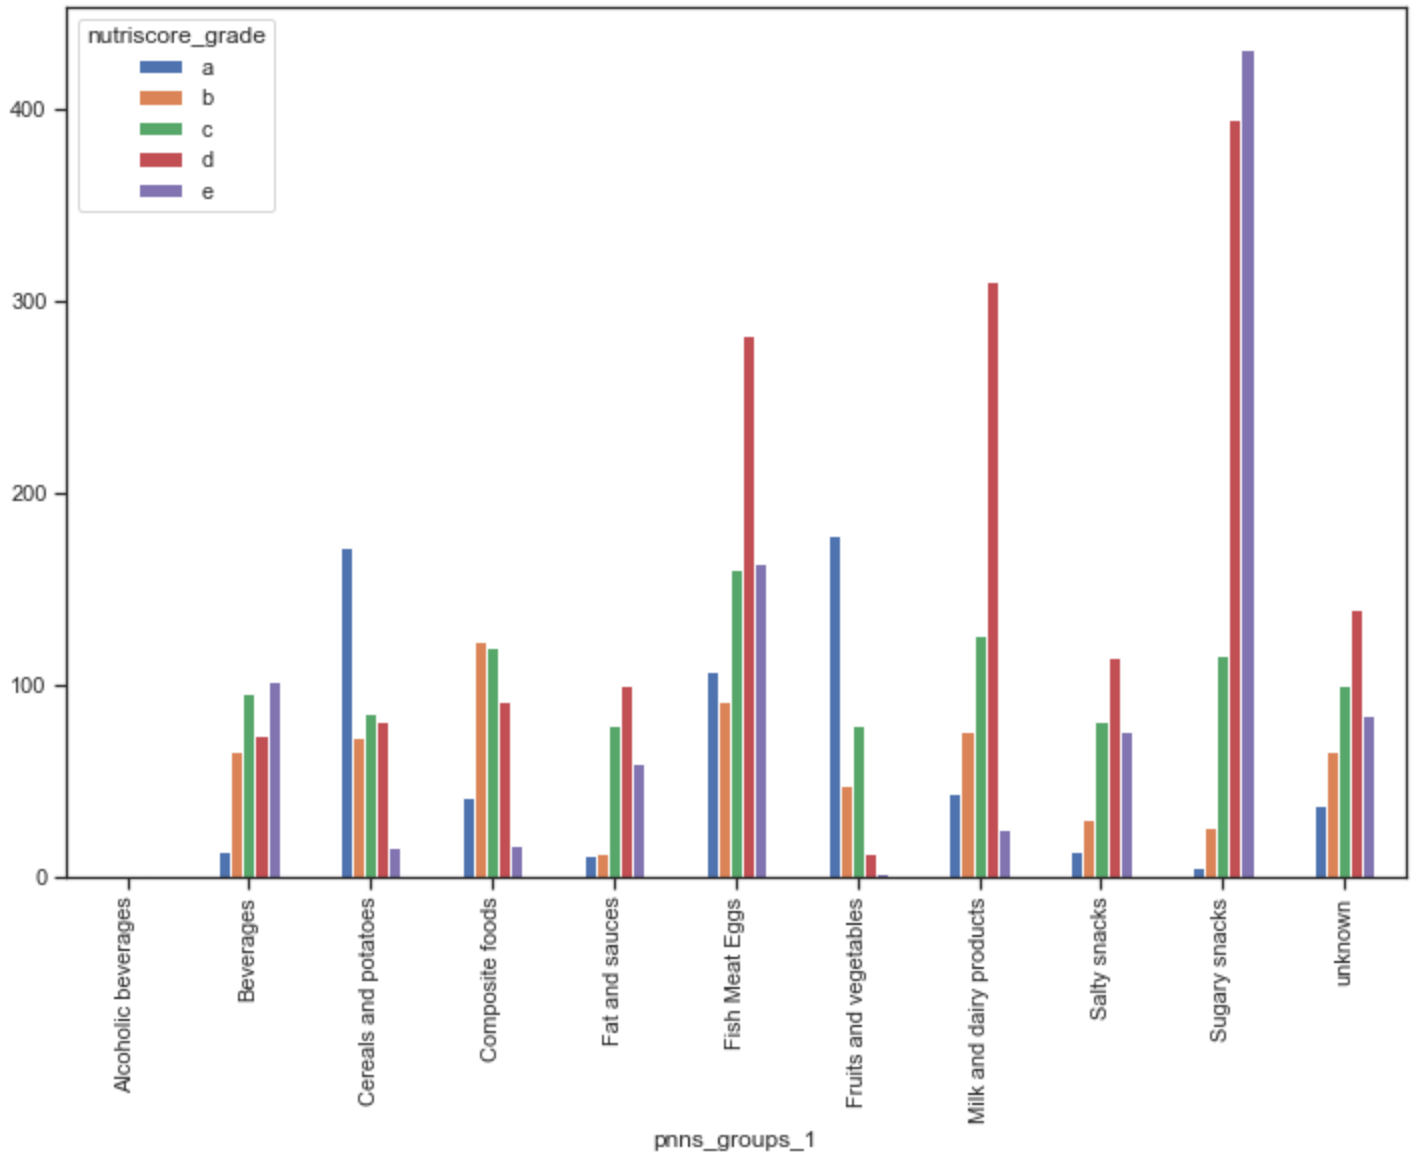 nutriscore_grade
a
b
c
d
e
400
300
200
100
0
Alcoholic beverages
Beverages
Cereals and potatoes
Composite foods
Fat and sauces
Fish Meat Eggs
Fruits and vegetables
Milk and dairy products
Salty snacks
Sugary snacks
unknown
pnns_groups_1